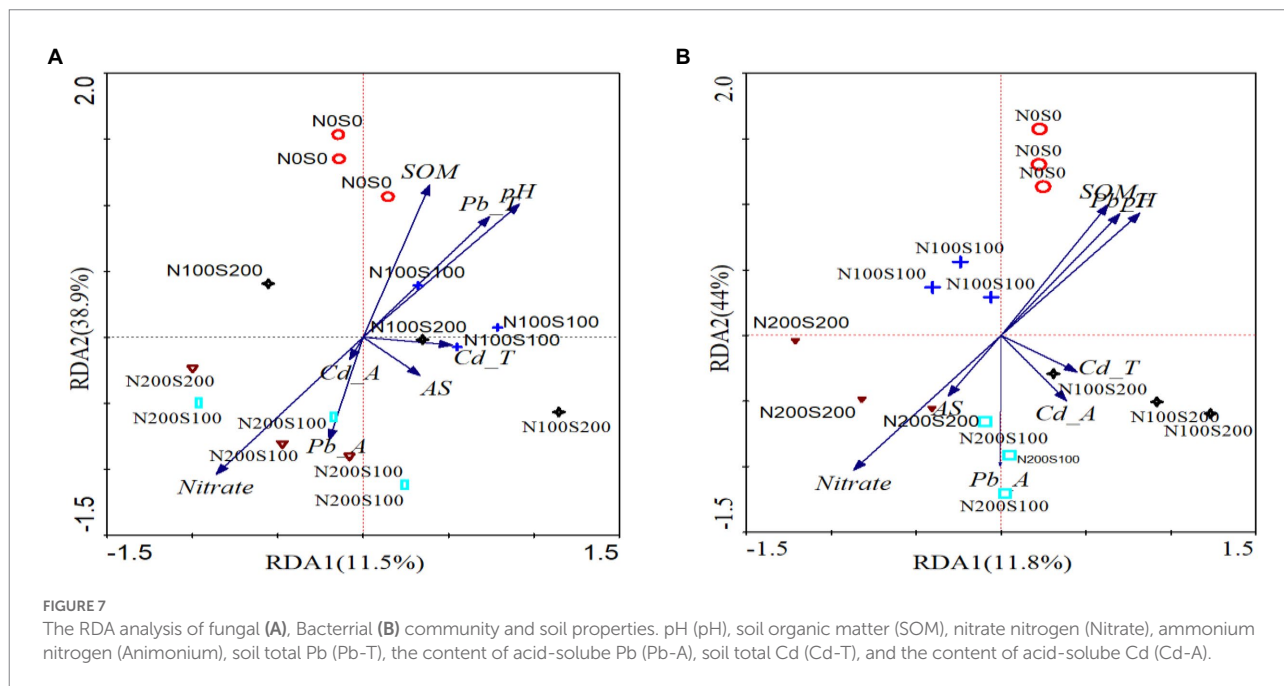 A
2.0
N0S0
N0S0
N0S0
SOM
Pb_T
pH
N100S200
N100S100
N100S200
N100S100
N100S100
Cd_T
Cd_A
AS
N200S200
N200S100
N200S100
N200S100
Pb_A
N200S100
Nitrate
N200S100
RDA2(38.9%)
-1.5
-1.5
1.5
RDA1(11.5%)
B
2.0
N0S0
N0S0
N0S0
SOM
Pb_T
pH
N100S100
N100S100
N100S100
N200S200
Cd_T
N100S200
N200S200
AS
N200S200
Cd_A
N100S200
N100S200
N200S100
N200S100
Nitrate
Pb_A
N200S100
RDA2(44%)
-1.5
-1.5
1.5
RDA1(11.8%)
FIGURE 7
The RDA analysis of fungal (A), Bacterrial (B) community and soil properties. pH (pH), soil organic matter (SOM), nitrate nitrogen (Nitrate), ammonium
nitrogen (Animonium), soil total Pb (Pb-T), the content of acid-solube Pb (Pb-A), soil total Cd (Cd-T), and the content of acid-solube Cd (Cd-A).